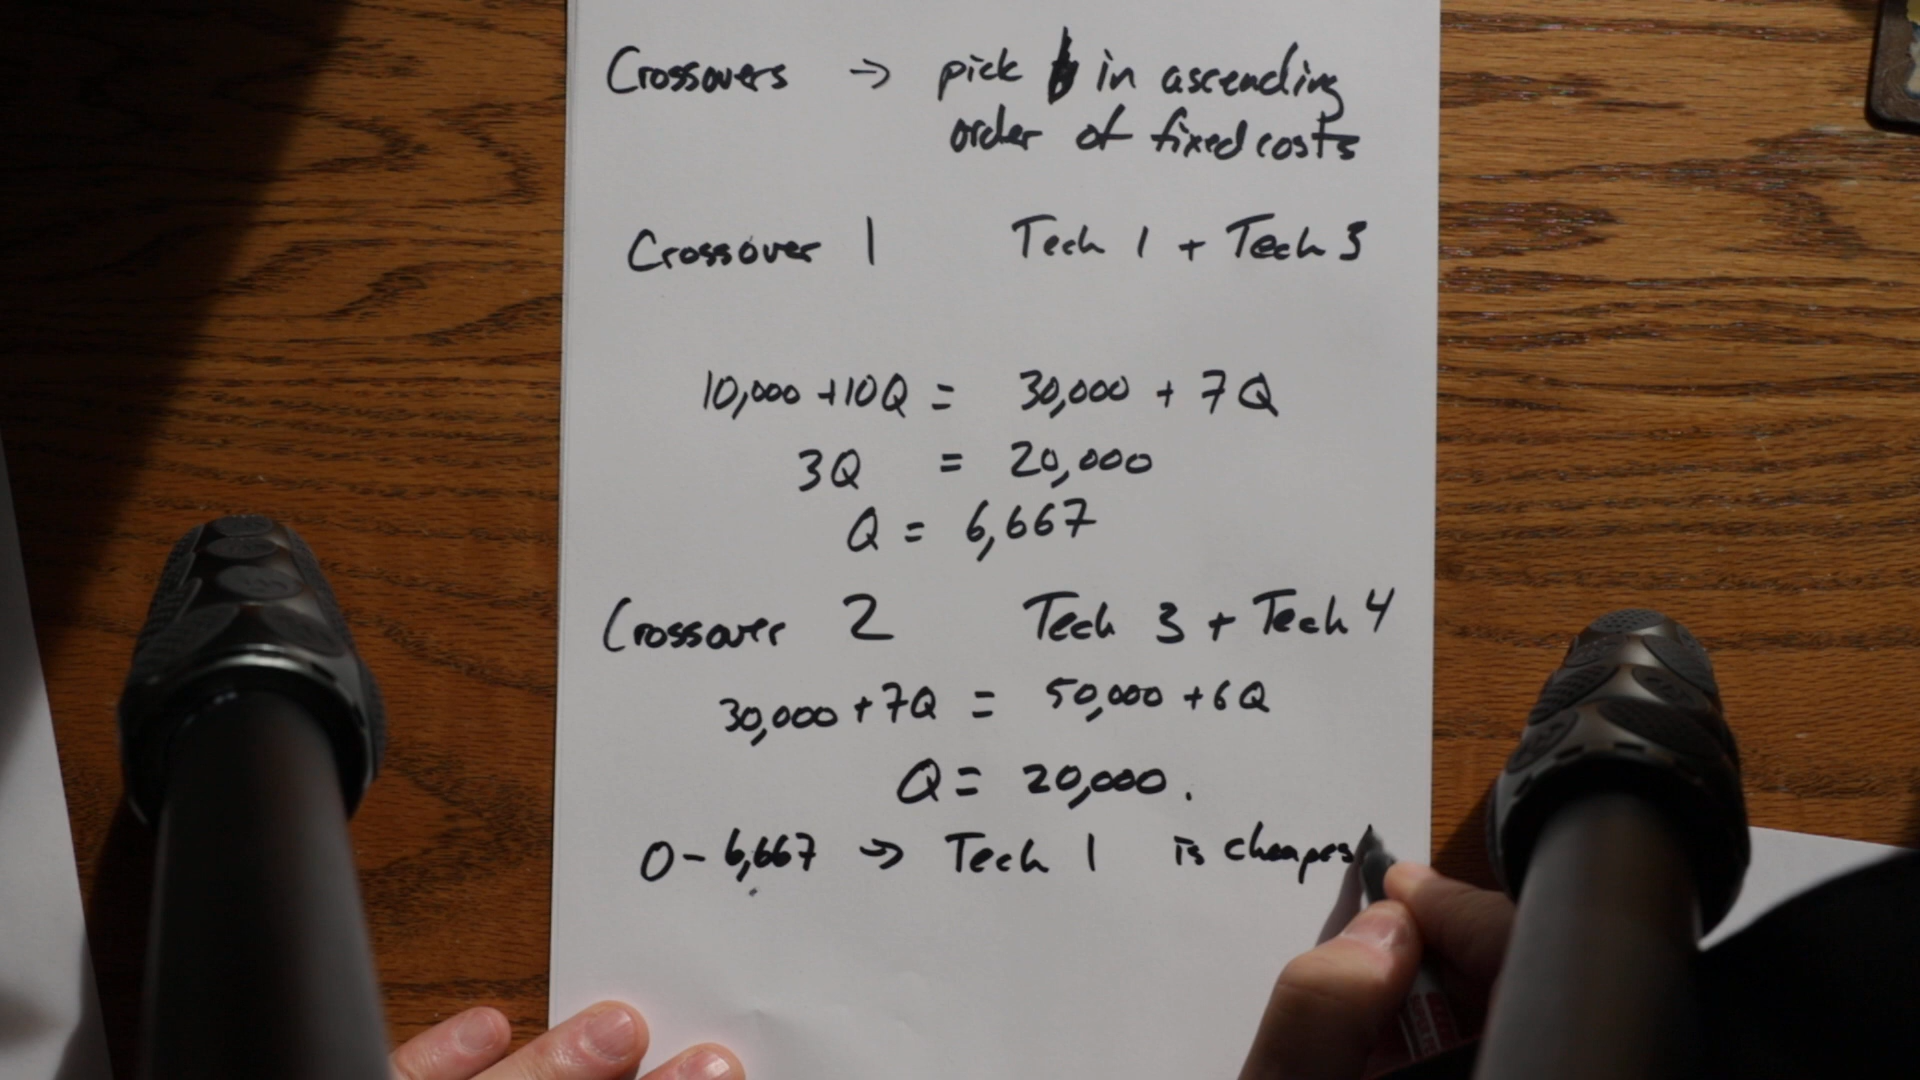 Crossovers → pick in ascending
order of fixed costs
Crossover 1 Tech 1 + Tech 3
10,000 + 10Q = 30,000 + 7Q
3Q = 20,000
Q = 6,667
Crossover 2 Tech 3 + Tech 4
30,000 + 7Q = 50,000 + 6Q
Q = 20,000.
0 - 6,667 → Tech 1 is cheapes